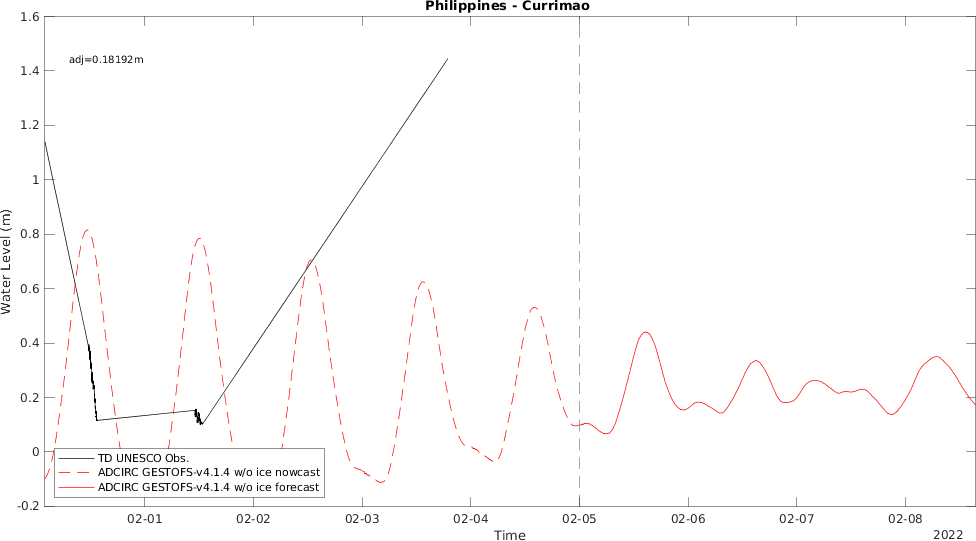 Philippines - Currimao
1.6
adj=0.18192m
1.4
1.2
1
0.8
0.6
0.4
0.2
0
-0.2
Water Level (m)
TD UNESCO Obs.
ADCIRC GESTOFS-v4.1.4 w/o ice nowcast
ADCIRC GESTOFS-v4.1.4 w/o ice forecast
02-01 02-02 02-03 02-04 02-05 02-06 02-07 02-08
Time
2022